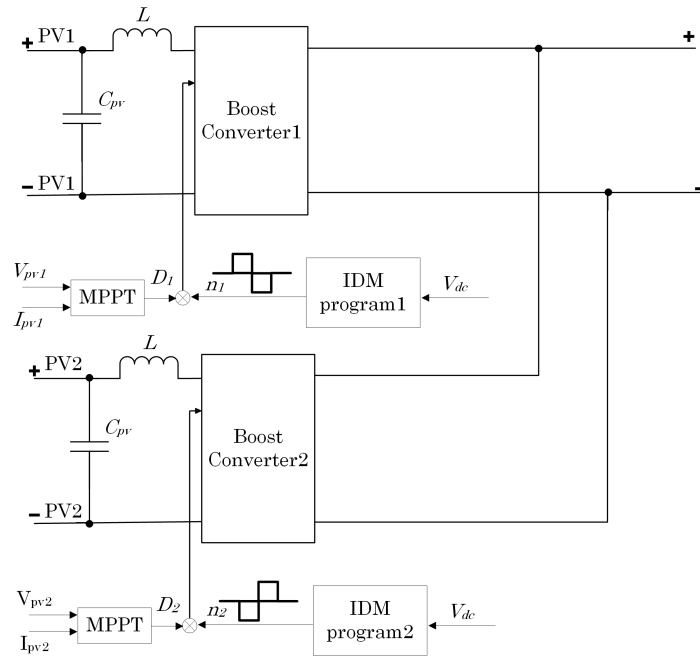 L
+ PV1
C_pv
Boost
Converter1
+
− PV1
−
V_pv1
I_pv1
MPPT
D_1
n_1
IDM
program1
V_dc
L
+ PV2
C_pv
Boost
Converter2
− PV2
V_pv2
I_pv2
MPPT
D_2
n_2
IDM
program2
V_dc